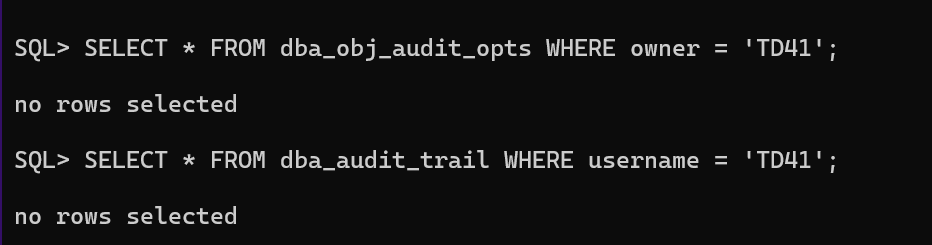 SQL> SELECT * FROM dba_obj_audit_opts WHERE owner = 'TD41';
no rows selected
SQL> SELECT * FROM dba_audit_trail WHERE username = 'TD41';
no rows selected